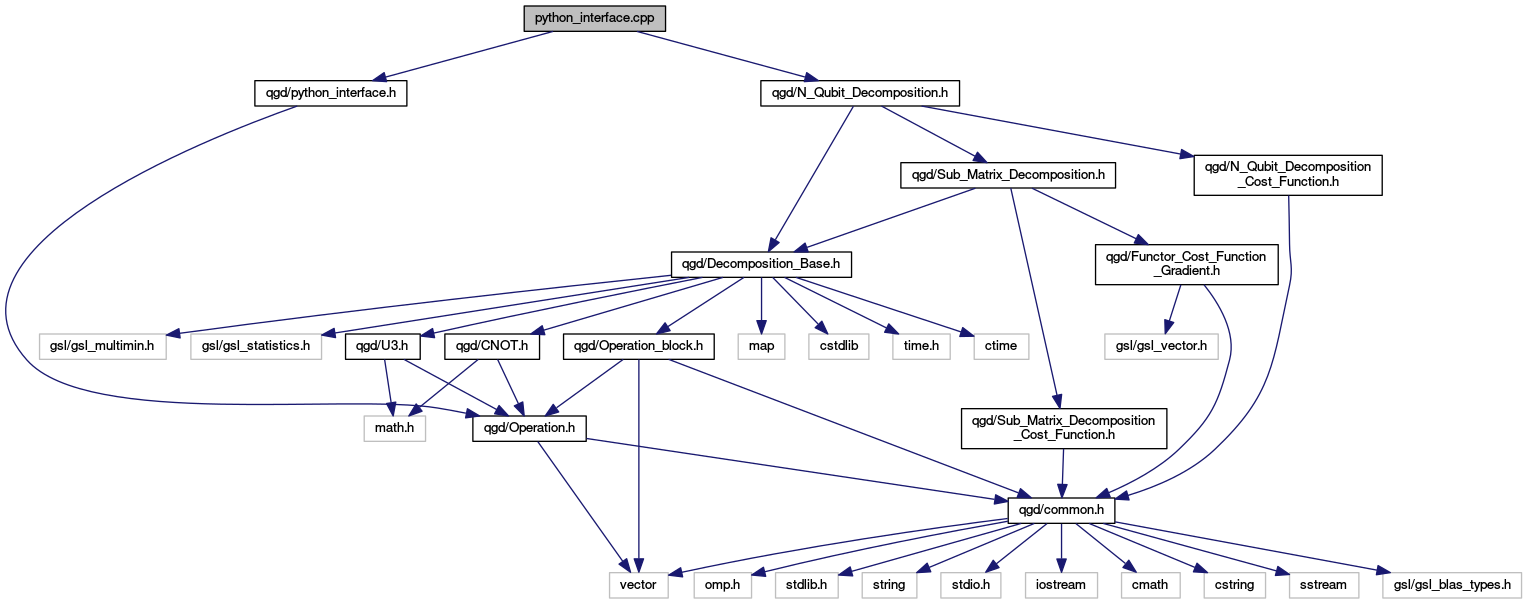 python_interface.cpp
qgd/python_interface.h
qgd/N_Qubit_Decomposition.h
qgd/Sub_Matrix_Decomposition.h
qgd/N_Qubit_Decomposition
_Cost_Function.h
qgd/Decomposition_Base.h
qgd/Functor_Cost_Function
_Gradient.h
gsl/gsl_multimin.h
gsl/gsl_statistics.h
qgd/U3.h
qgd/CNOT.h
qgd/Operation_block.h
map
cstdlib
time.h
ctime
gsl/gsl_vector.h
math.h
qgd/Operation.h
qgd/Sub_Matrix_Decomposition
_Cost_Function.h
qgd/common.h
vector
omp.h
stdlib.h
string
stdio.h
iostream
cmath
cstring
sstream
gsl/gsl_blas_types.h